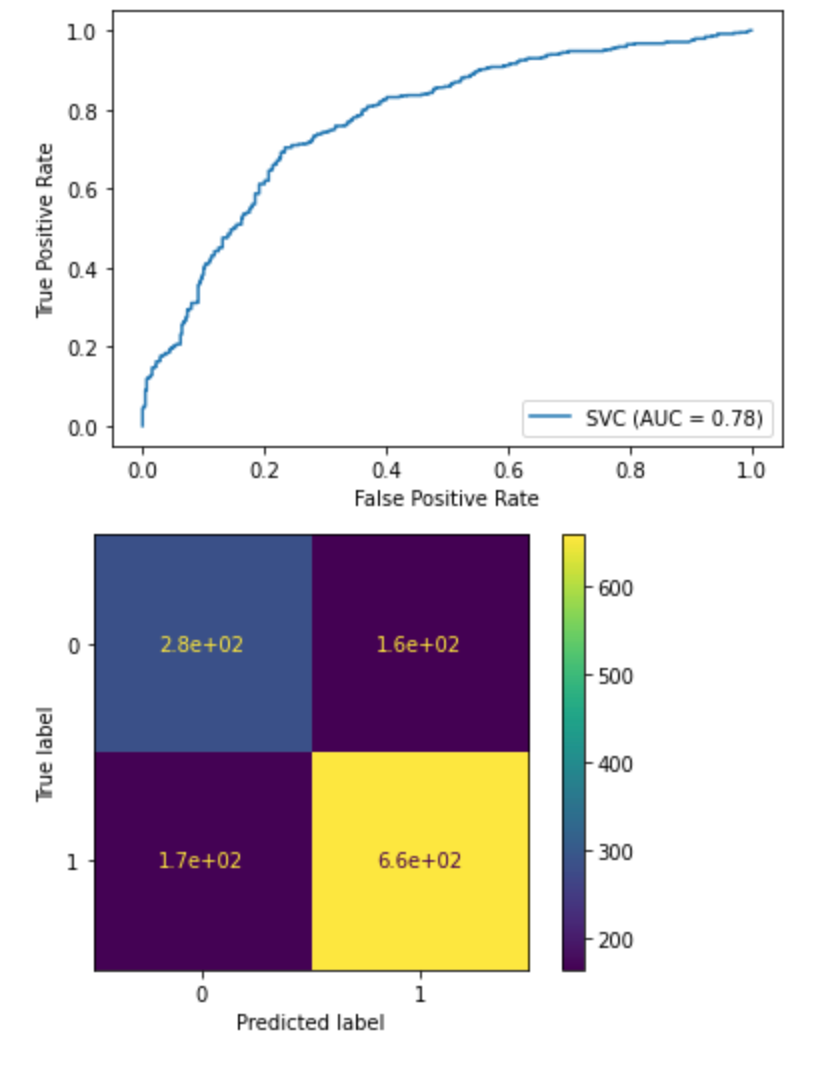 1.0
0.8
0.6
0.4
0.2
0.0
True Positive Rate
SVC (AUC = 0.78)
0.0 0.2 0.4 0.6 0.8 1.0
False Positive Rate
0
1
True label
2.8e+02 1.6e+02
1.7e+02 6.6e+02
0 1
Predicted label
600
500
400
300
200